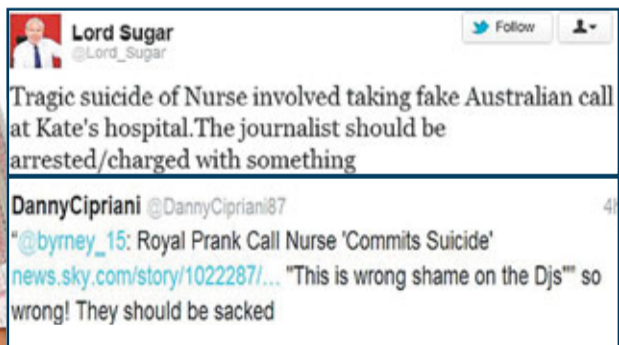 Lord Sugar
Follow
@Lord_Sugar
Tragic suicide of Nurse involved taking fake Australian call
at Kate's hospital.The journalist should be
arrested/charged with something
DannyCipriani @DannyCipriani87 4h
"@byrney_15: Royal Prank Call Nurse 'Commits Suicide'
news.sky.com/story/1022287/... "This is wrong shame on the Djs"" so
wrong! They should be sacked